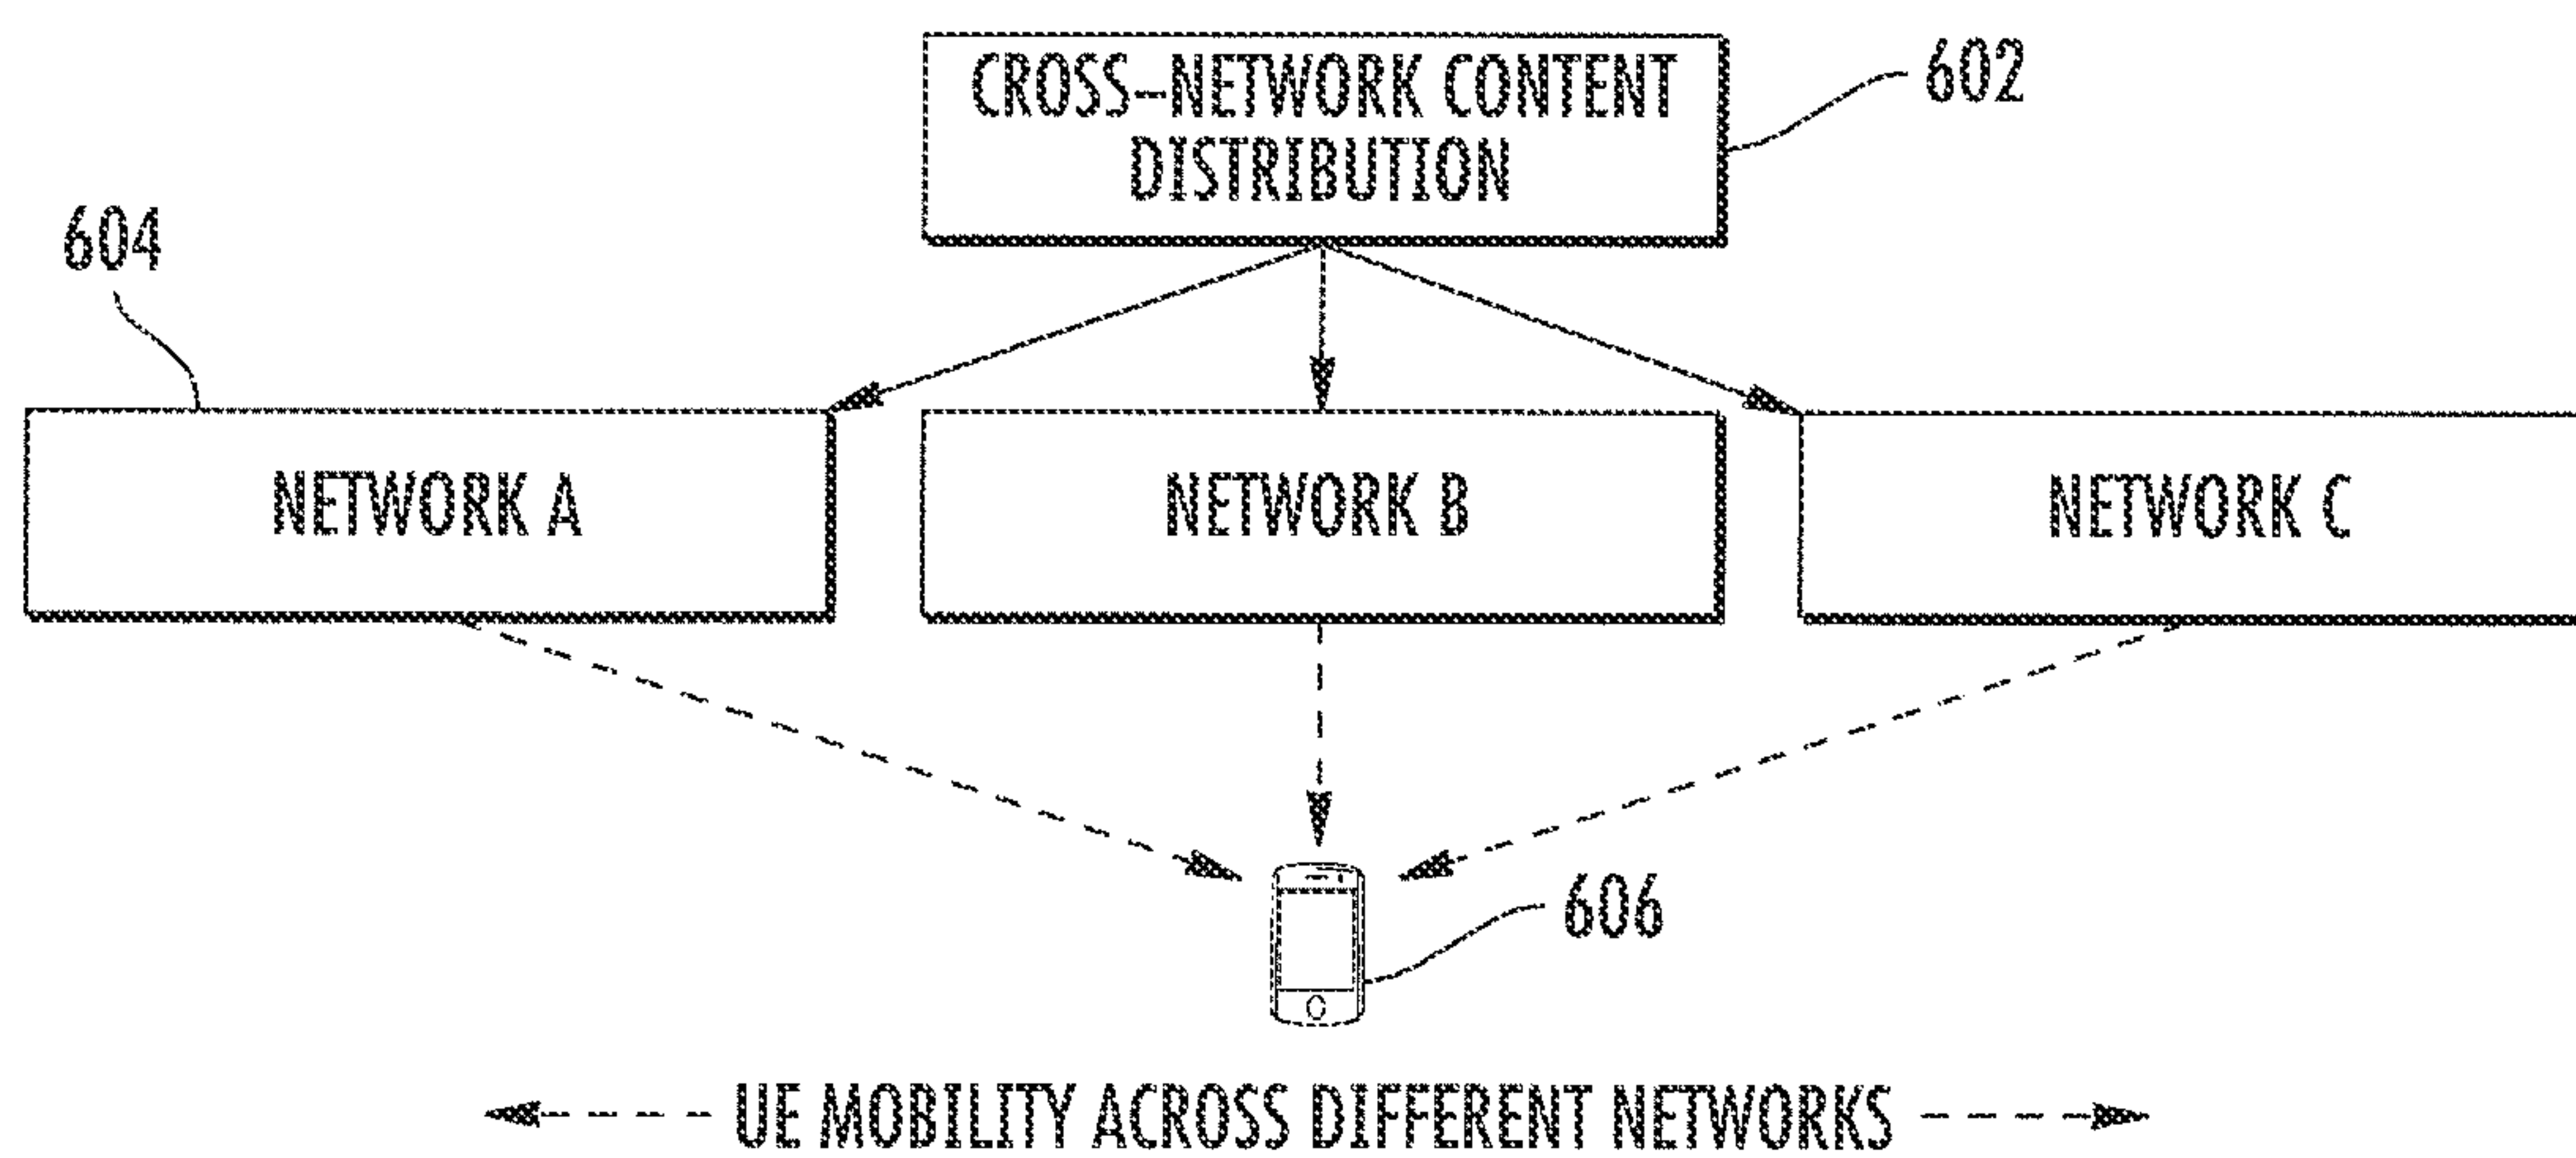 CROSS–NETWORK CONTENT
DISTRIBUTION
602
604
NETWORK A
NETWORK B
NETWORK C
606
UE MOBILITY ACROSS DIFFERENT NETWORKS